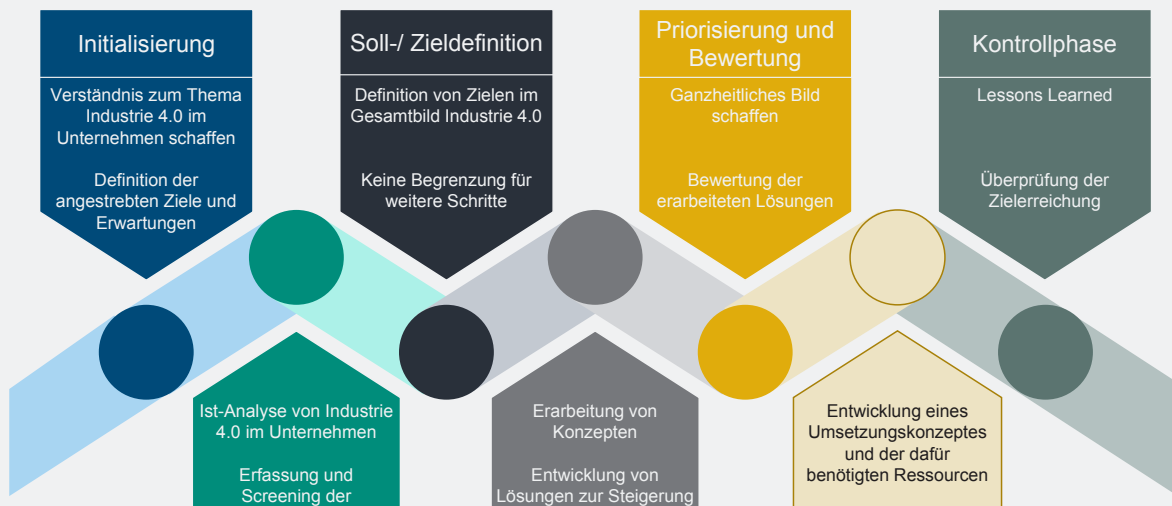 Initialisierung
Verständnis zum Thema
Industrie 4.0 im
Unternehmen schaffen
Definition der
angestrebten Ziele und
Erwartungen
Soll-/ Zieldefinition
Definition von Zielen im
Gesamtbild Industrie 4.0
Keine Begrenzung für
weitere Schritte
Priorisierung und
Bewertung
Ganzheitliches Bild
schaffen
Bewertung der
erarbeiteten Lösungen
Kontrollphase
Lessons Learned
Überprüfung der
Zielerreichung
Ist-Analyse von Industrie
4.0 im Unternehmen
Erfassung und
Screening der
Erarbeitung von
Konzepten
Entwicklung von
Lösungen zur Steigerung
Entwicklung eines
Umsetzungskonzeptes
und der dafür
benötigten Ressourcen